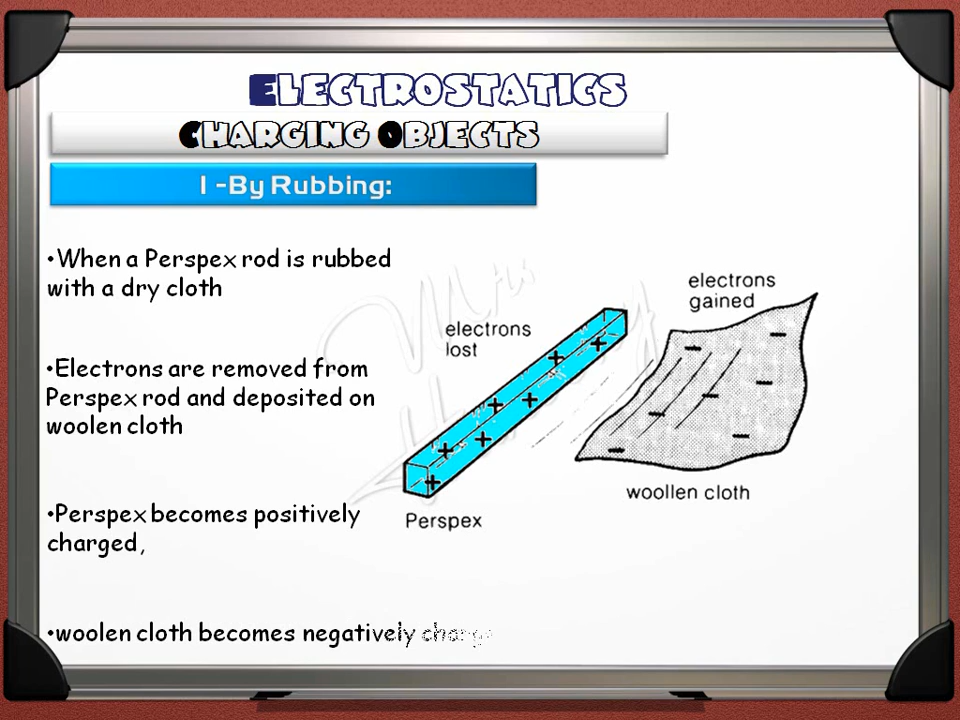 ELECTROSTATICS
CHARGING OBJECTS
1 -By Rubbing:
•When a Perspex rod is rubbed
with a dry cloth
•Electrons are removed from
Perspex rod and deposited on
woolen cloth
•Perspex becomes positively
charged,
•woolen cloth becomes negatively
electrons
lost
Perspex
electrons
gained
woollen cloth